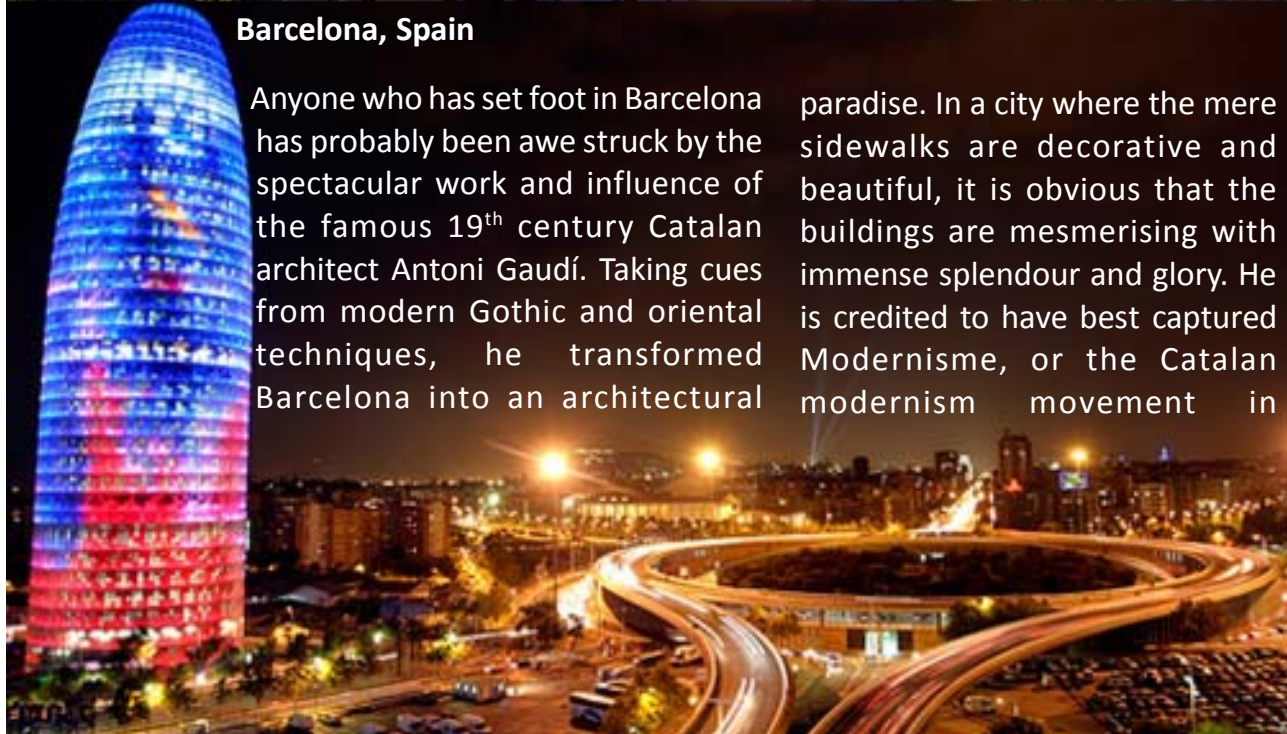 Barcelona, Spain
Anyone who has set foot in Barcelona
has probably been awe struck by the
spectacular work and influence of
the famous 19th century Catalan
architect Antoni Gaudí. Taking cues
from modern Gothic and oriental
techniques, he transformed
Barcelona into an architectural
paradise. In a city where the mere
sidewalks are decorative and
beautiful, it is obvious that the
buildings are mesmerising with
immense splendour and glory. He
is credited to have best captured
Modernisme, or the Catalan
modernism movement in